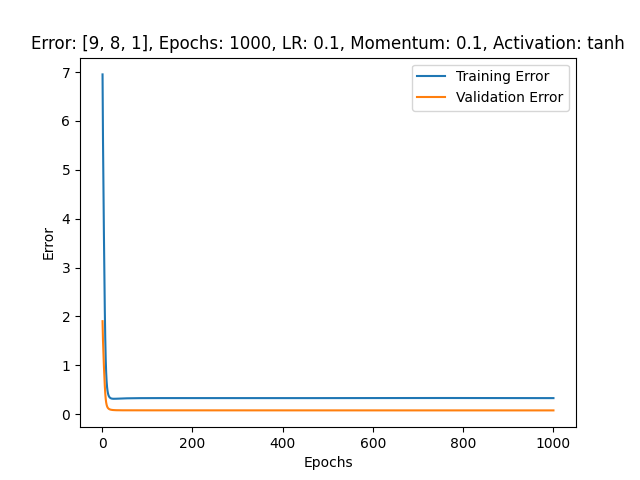 Error: [9, 8, 1], Epochs: 1000, LR: 0.1, Momentum: 0.1, Activation: tanh
Training Error
Validation Error
7
6
5
4
3
2
1
0
Error
0 200 400 600 800 1000
Epochs